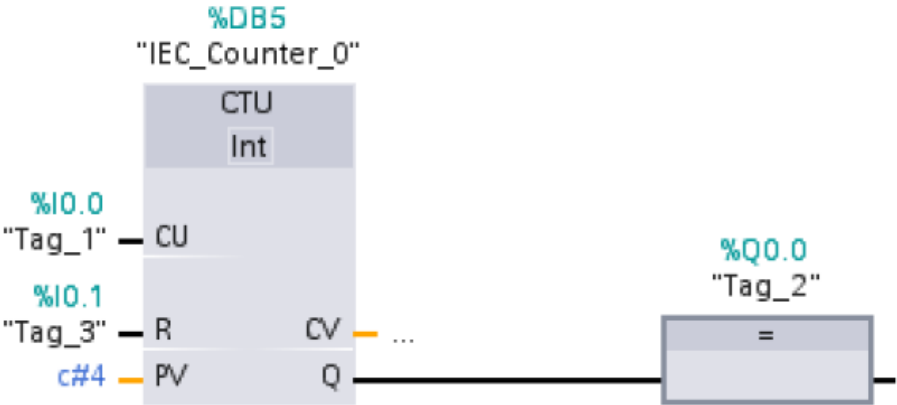 %DB5
"IEC_Counter_0"
CTU
Int
%I0.0
"Tag_1"
CU
%I0.1
"Tag_3"
R
CV
...
c#4
PV
Q
%Q0.0
"Tag_2"
=